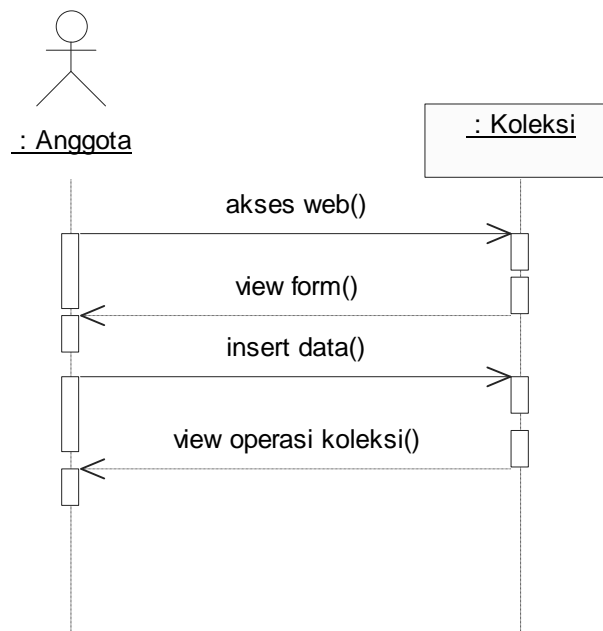 : Anggota
: Koleksi
akses web()
view form()
insert data()
view operasi koleksi()